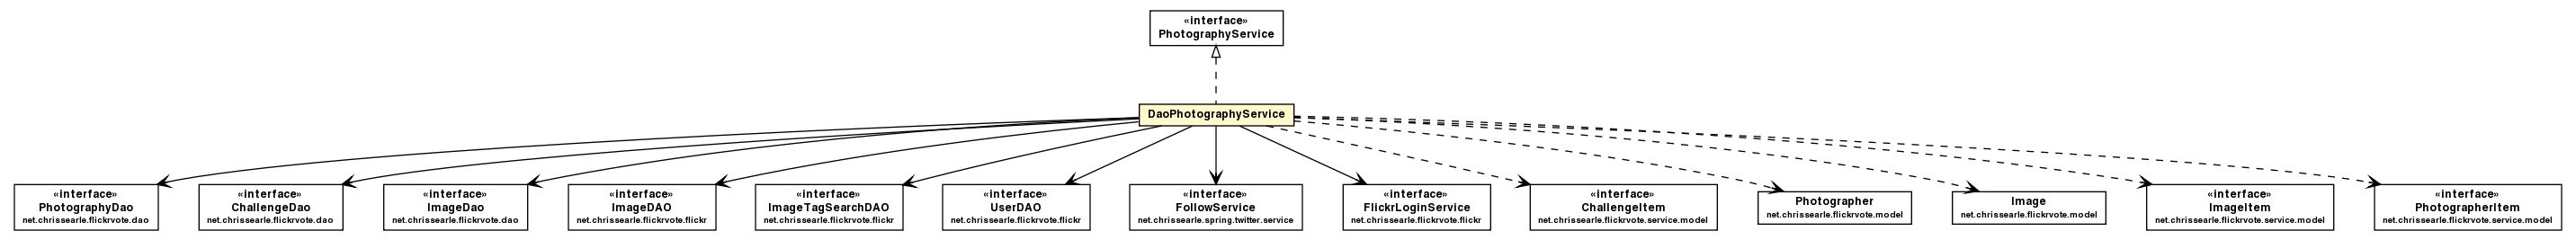 «interface»
PhotographyService
DaoPhotographyService
«interface»
PhotographyDao
net.chrissearle.flickrvote.dao
«interface»
ChallengeDao
net.chrissearle.flickrvote.dao
«interface»
ImageDao
net.chrissearle.flickrvote.dao
«interface»
ImageDAO
net.chrissearle.flickrvote.flickr
«interface»
ImageTagSearchDAO
net.chrissearle.flickrvote.flickr
«interface»
UserDAO
net.chrissearle.flickrvote.flickr
«interface»
FollowService
net.chrissearle.spring.twitter.service
«interface»
FlickrLoginService
net.chrissearle.flickrvote.flickr
«interface»
ChallengeItem
net.chrissearle.flickrvote.service.model
Photographer
net.chrissearle.flickrvote.model
Image
net.chrissearle.flickrvote.model
«interface»
ImageItem
net.chrissearle.flickrvote.service.model
«interface»
PhotographerItem
net.chrissearle.flickrvote.service.model